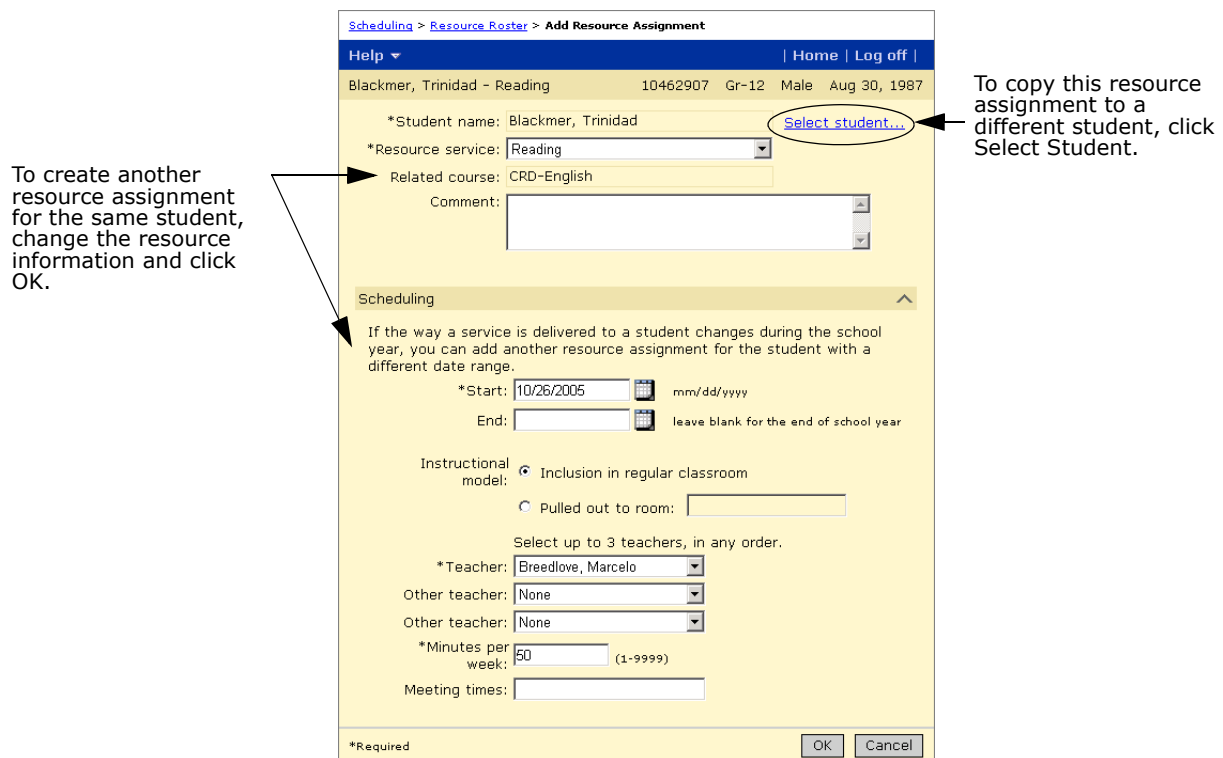 Scheduling > Resource Roster > Add Resource Assignment
Help | Home | Log off |
Blackmer, Trinidad - Reading 10462907 Gr-12 Male Aug 30, 1987
*Student name: Blackmer, Trinidad Select student...
To copy this resource
assignment to a
different student, click
Select Student.
*Resource service: Reading
Related course: CRD-English
To create another
resource assignment
for the same student,
change the resource
information and click
OK.
Comment:
Scheduling
If the way a service is delivered to a student changes during the school
year, you can add another resource assignment for the student with a
different date range.
*Start: 10/26/2005 mm/dd/yyyy
End: leave blank for the end of school year
Instructional
model:
Inclusion in regular classroom
Pulled out to room:
Select up to 3 teachers, in any order.
*Teacher: Breedlove, Marcelo
Other teacher: None
Other teacher: None
*Minutes per
week: 50 (1-9999)
Meeting times:
*Required OK Cancel